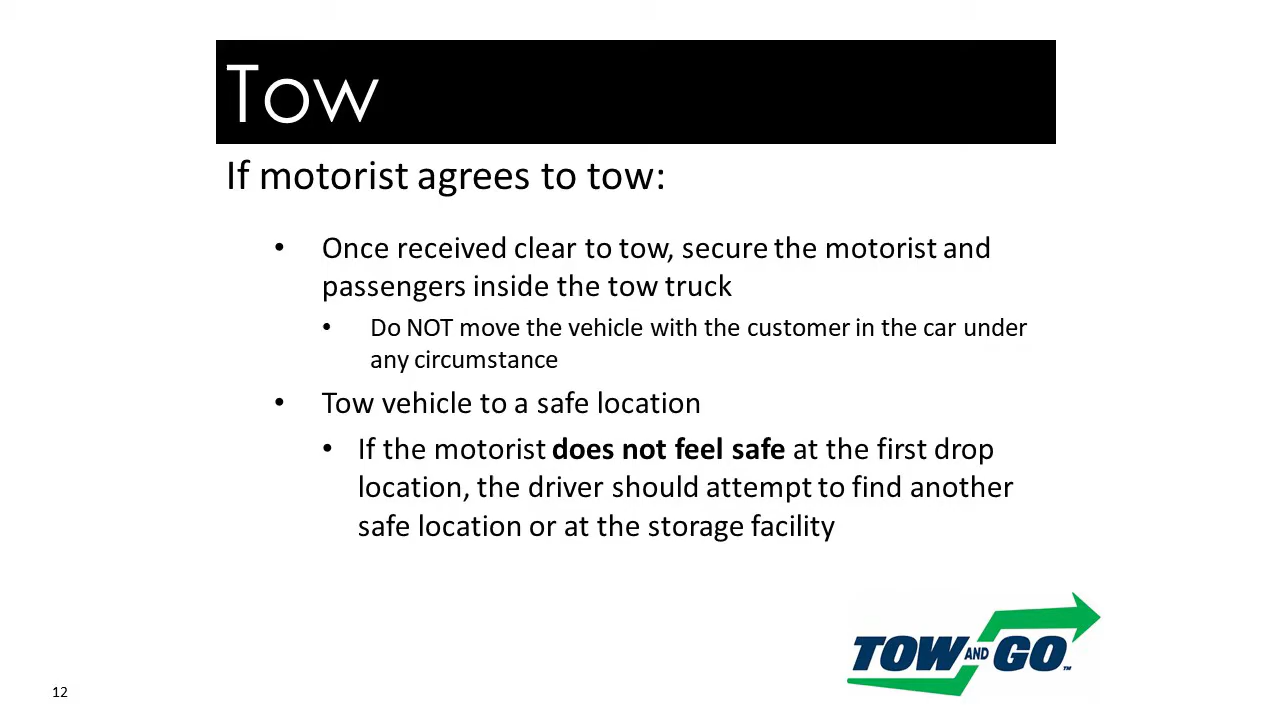 Tow
If motorist agrees to tow:
• Once received clear to tow, secure the motorist and
passengers inside the tow truck
• Do NOT move the vehicle with the customer in the car under
any circumstance
• Tow vehicle to a safe location
• If the motorist does not feel safe at the first drop
location, the driver should attempt to find another
safe location or at the storage facility
TOW AND GO™
12